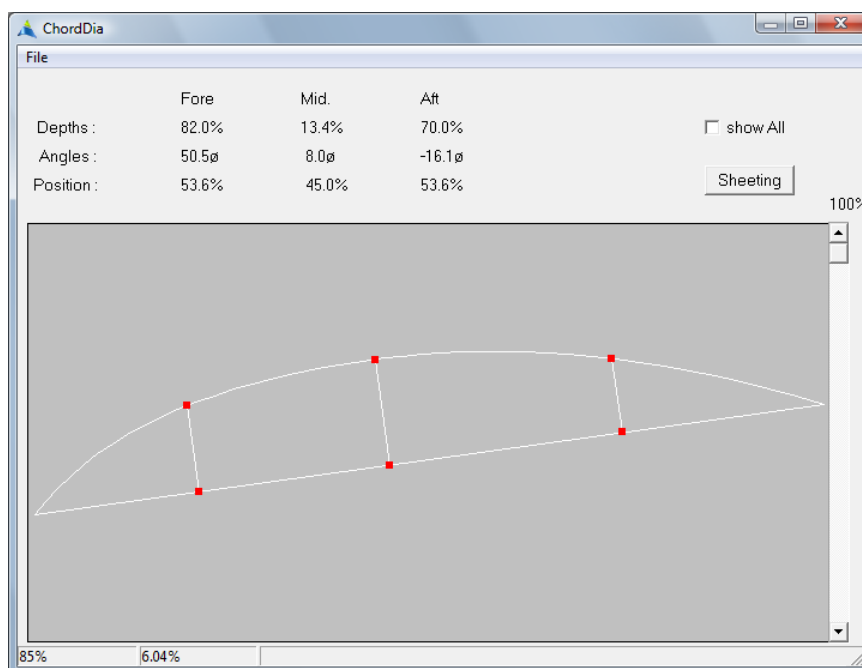 ChordDia
File
Fore Mid. Aft
Depths : 82.0% 13.4% 70.0%
show All
Angles : 50.5ø 8.0ø -16.1ø
Position : 53.6% 45.0% 53.6%
Sheeting
100%
85% 6.04%